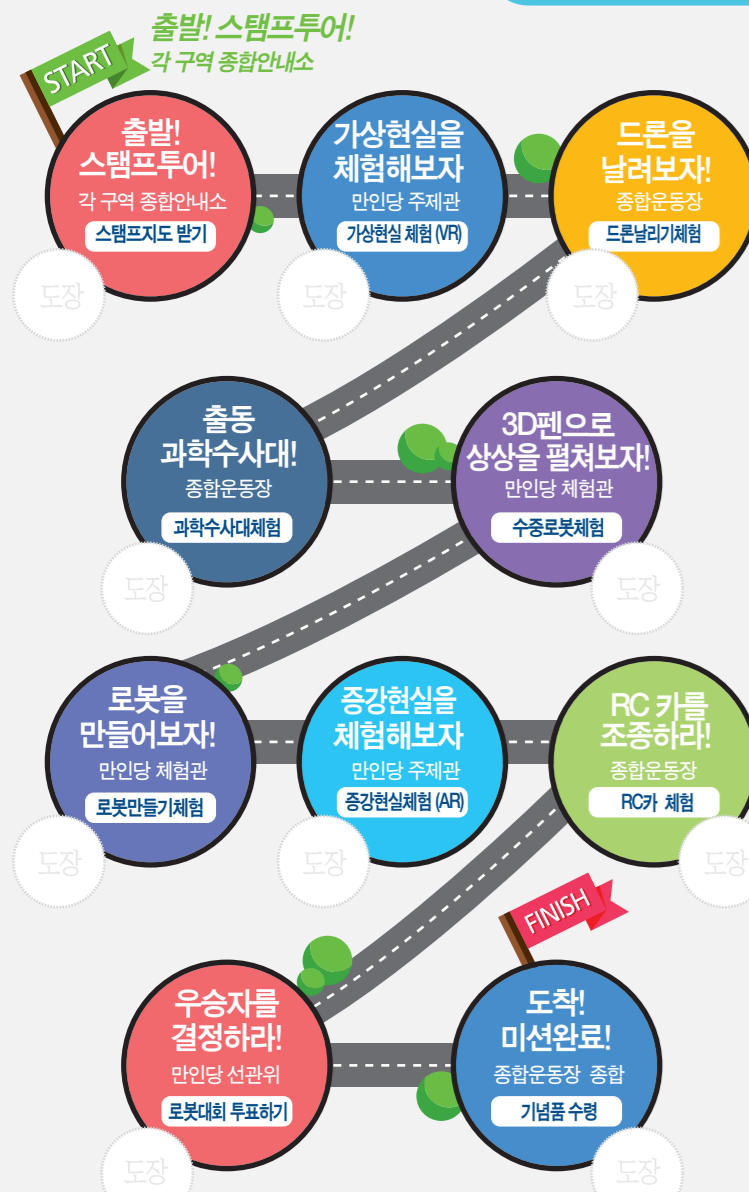 출발! 스탬프투어!
각 구역 종합안내소
START
출발!
스탬프투어!
각 구역 종합안내소
스탬프지도 받기
도장
가상현실을
체험해보자
만인당 주제관
가상현실 체험 (VR)
도장
드론을
날려보자!
종합운동장
드론날리기체험
도장
출동
과학수사대!
종합운동장
과학수사대체험
도장
3D펜으로
상상을 펼쳐보자!
만인당 체험관
수중로봇체험
도장
로봇을
만들어보자!
만인당 체험관
로봇만들기체험
도장
증강현실을
체험해보자
만인당 주제관
증강현실체험 (AR)
도장
RC 카를
조종하라!
종합운동장
RC카 체험
도장
우승자를
결정하라!
만인당 선관위
로봇대회 투표하기
도장
FINISH
도착!
미션완료!
종합운동장 종합
기념품 수령
도장